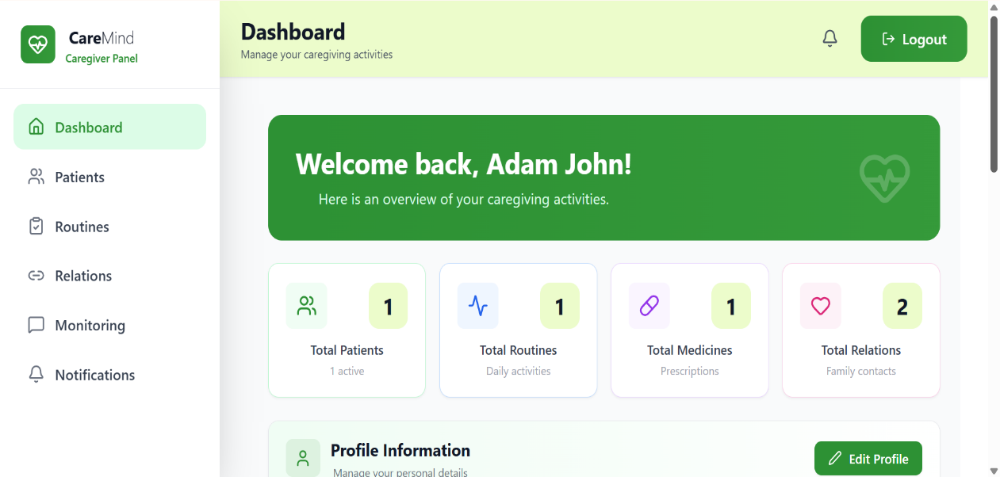 CareMind
Caregiver Panel
Dashboard
Patients
Routines
Relations
Monitoring
Notifications
Dashboard
Manage your caregiving activities
Logout
Welcome back, Adam John!
Here is an overview of your caregiving activities.
1
Total Patients
1 active
1
Total Routines
Daily activities
1
Total Medicines
Prescriptions
2
Total Relations
Family contacts
Profile Information
Manage your personal details
Edit Profile